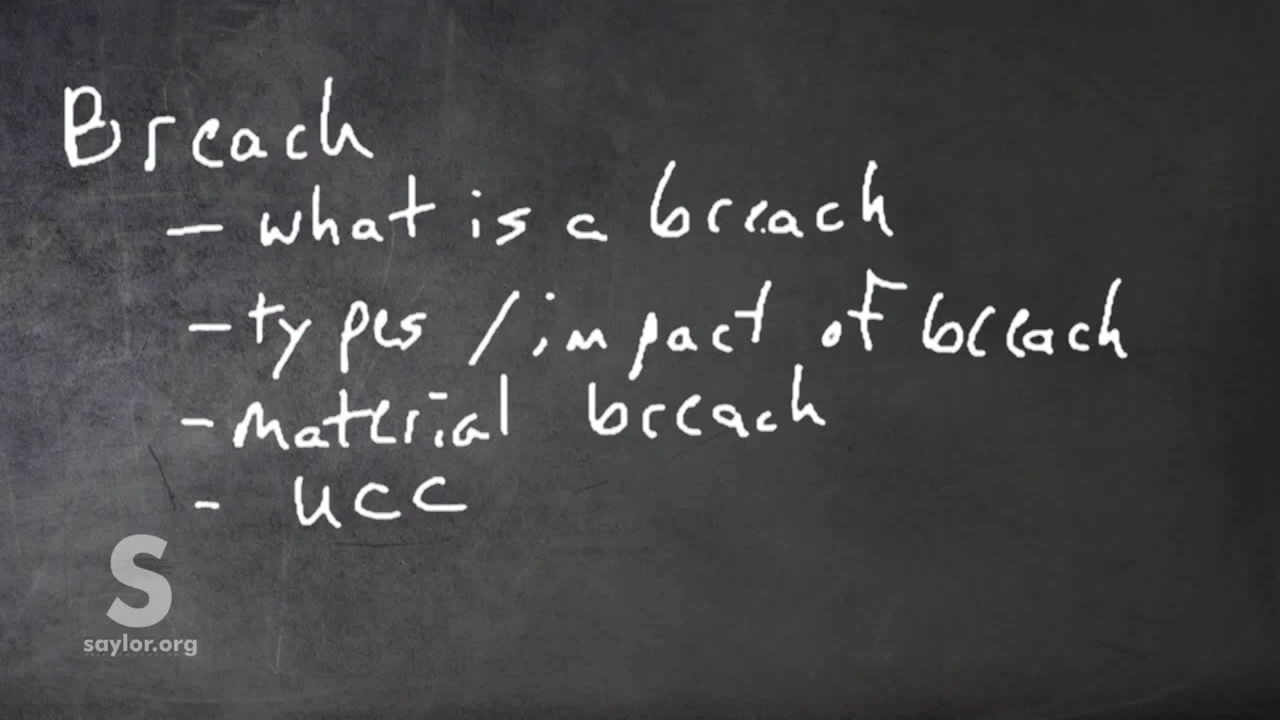 Breach
- what is a breach
- types / impact of breach
- material breach
- UCC
S
saylor.org